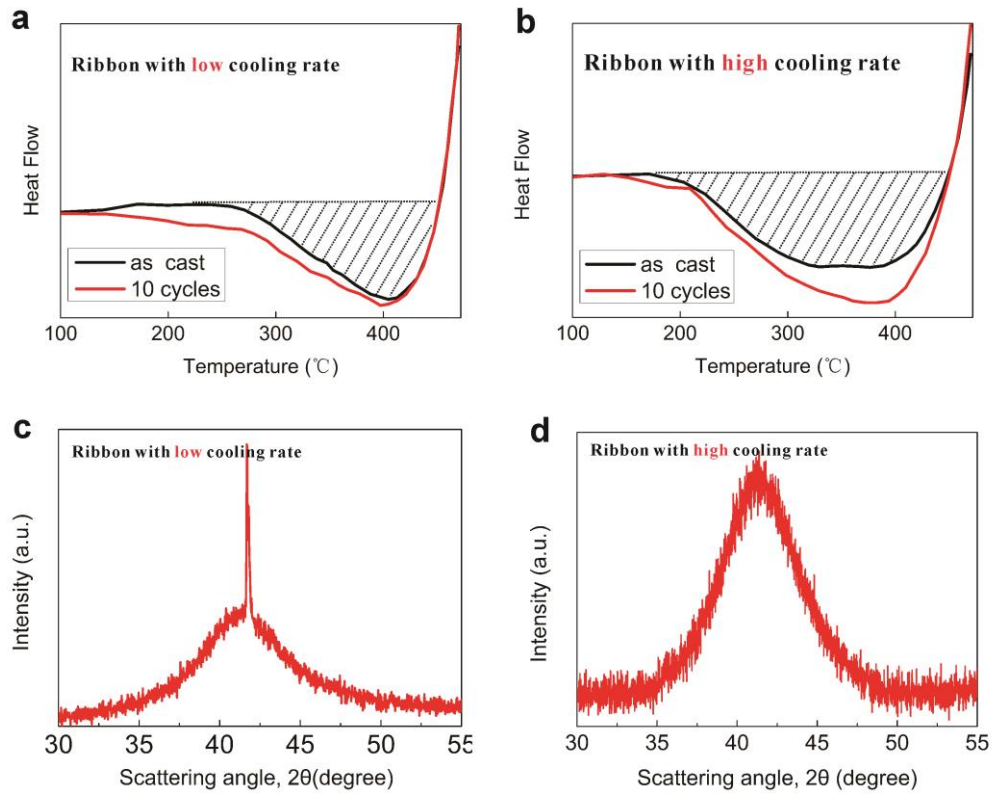 a
Ribbon with low cooling rate
Heat Flow
as cast
10 cycles
100 200 300 400
Temperature (℃)
b
Ribbon with high cooling rate
Heat Flow
as cast
10 cycles
100 200 300 400
Temperature (℃)
c
Ribbon with low cooling rate
Intensity (a.u.)
30 35 40 45 50 55
Scattering angle, 2θ(degree)
d
Ribbon with high cooling rate
Intensity (a.u.)
30 35 40 45 50 55
Scattering angle, 2θ (degree)